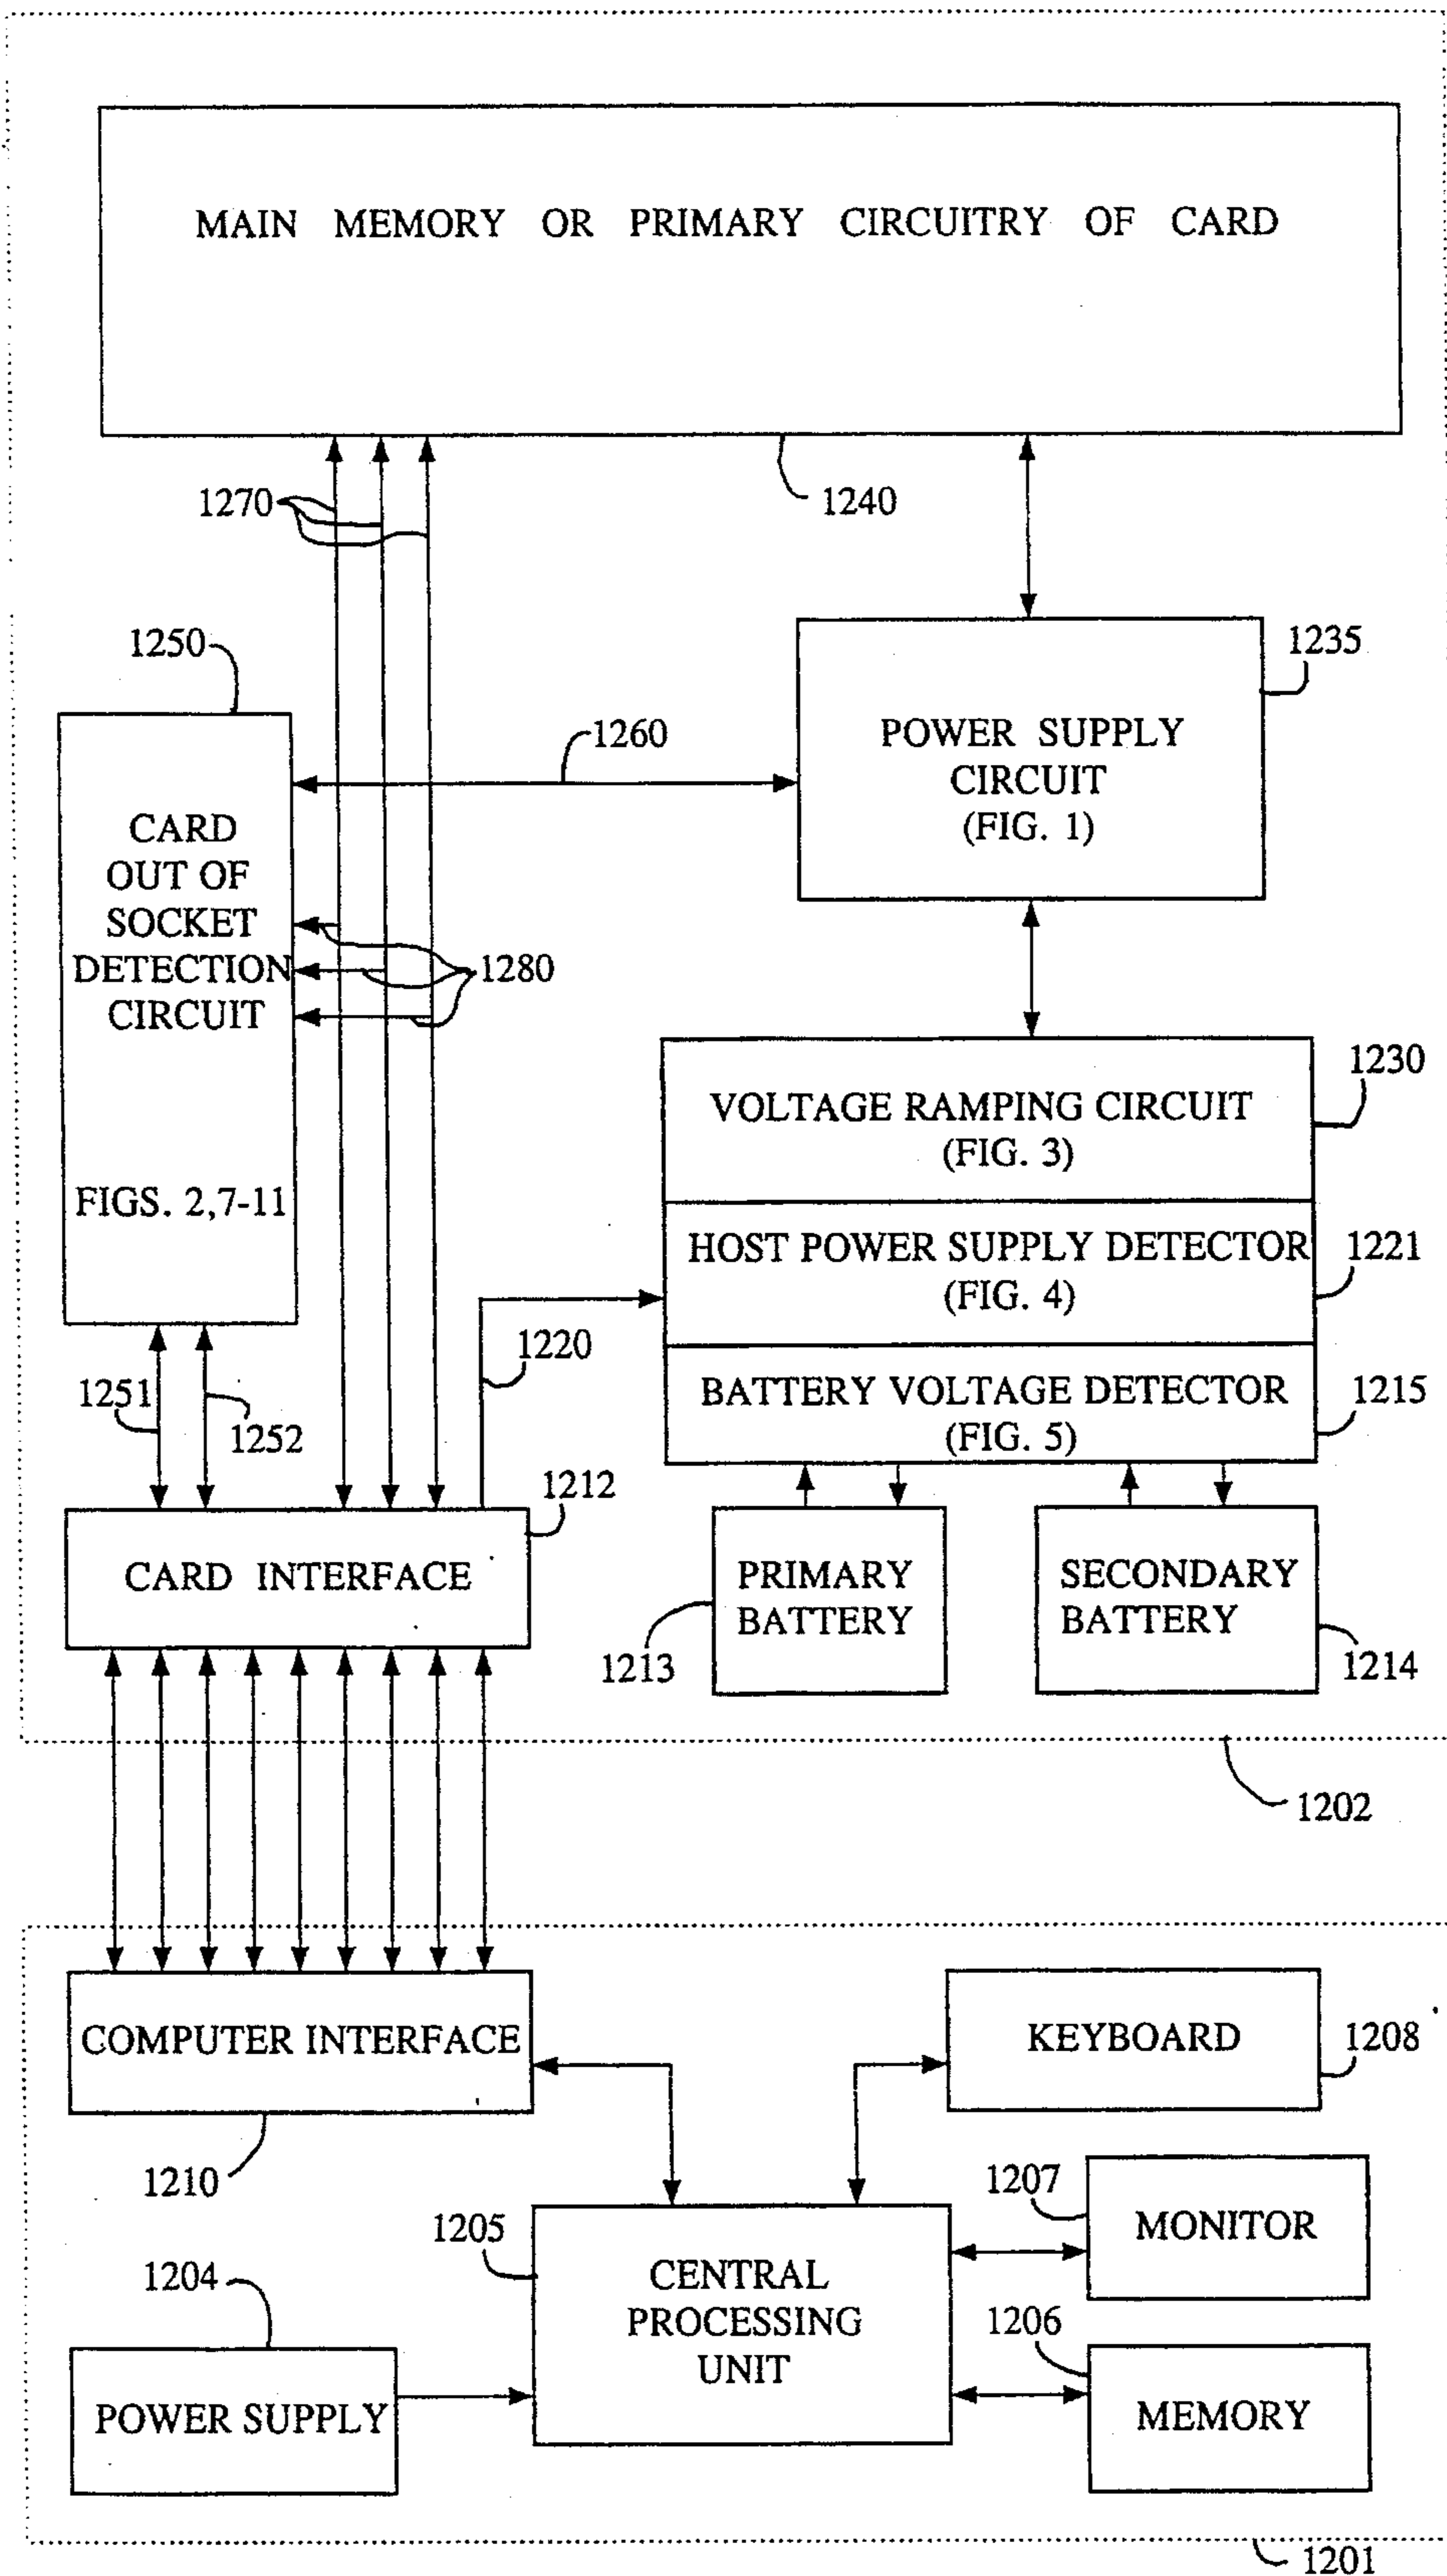 MAIN MEMORY OR PRIMARY CIRCUITRY OF CARD
1270
1240
1250
1235
1260
POWER SUPPLY
CIRCUIT
(FIG. 1)
CARD
OUT OF
SOCKET
DETECTION
CIRCUIT
1280
FIGS. 2,7-11
1230
VOLTAGE RAMPING CIRCUIT
(FIG. 3)
HOST POWER SUPPLY DETECTOR
(FIG. 4)
1221
1220
BATTERY VOLTAGE DETECTOR
(FIG. 5)
1215
1251
1252
1212
CARD INTERFACE
PRIMARY
BATTERY
SECONDARY
BATTERY
1213
1214
1202
COMPUTER INTERFACE
KEYBOARD
1208
1210
1207
MONITOR
1205
CENTRAL
PROCESSING
UNIT
1204
1206
POWER SUPPLY
MEMORY
1201